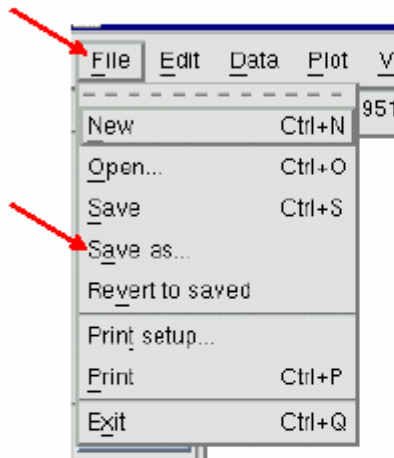 File Edit Data Plot V
951
New Ctrl+N
Open... Ctrl+O
Save Ctrl+S
Save as...
Revert to saved
Print setup...
Print Ctrl+P
Exit Ctrl+Q